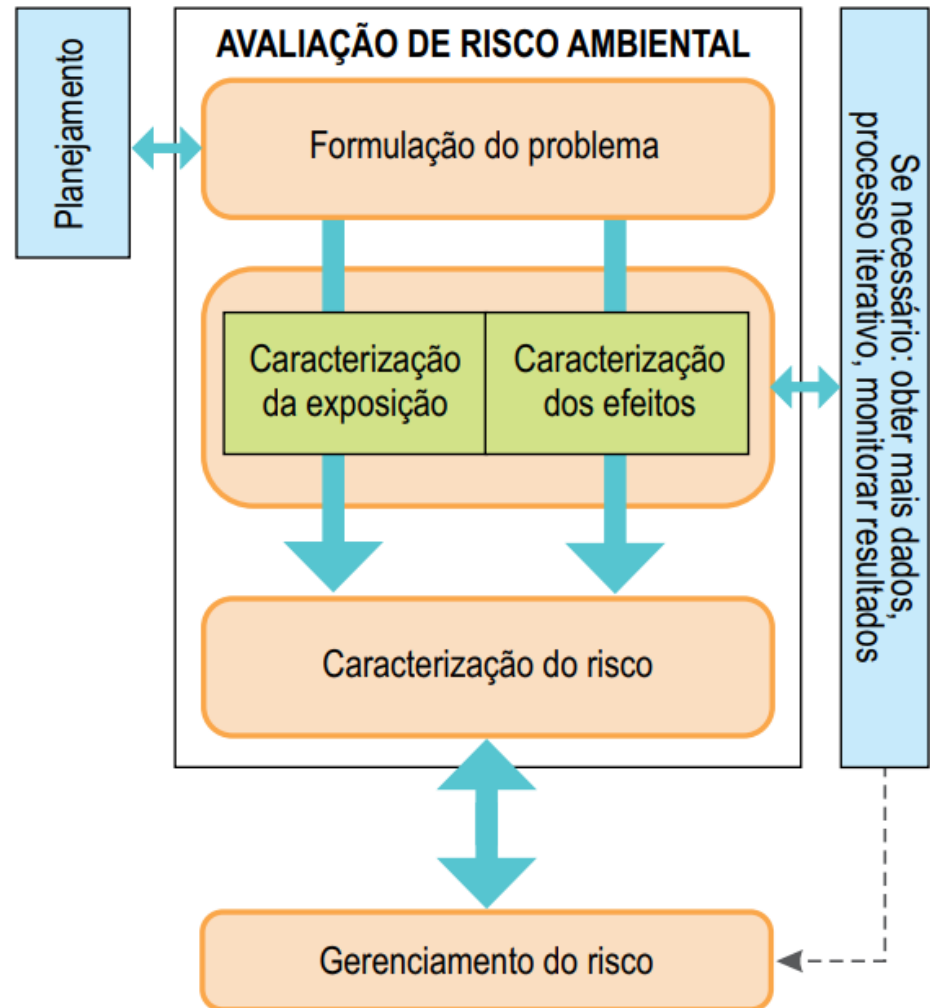 AVALIAÇÃO DE RISCO AMBIENTAL
Planejamento
Formulação do problema
Caracterização
da exposição
Caracterização
dos efeitos
Se necessário: obter mais dados,
processo iterativo, monitorar resultados
Caracterização do risco
Gerenciamento do risco